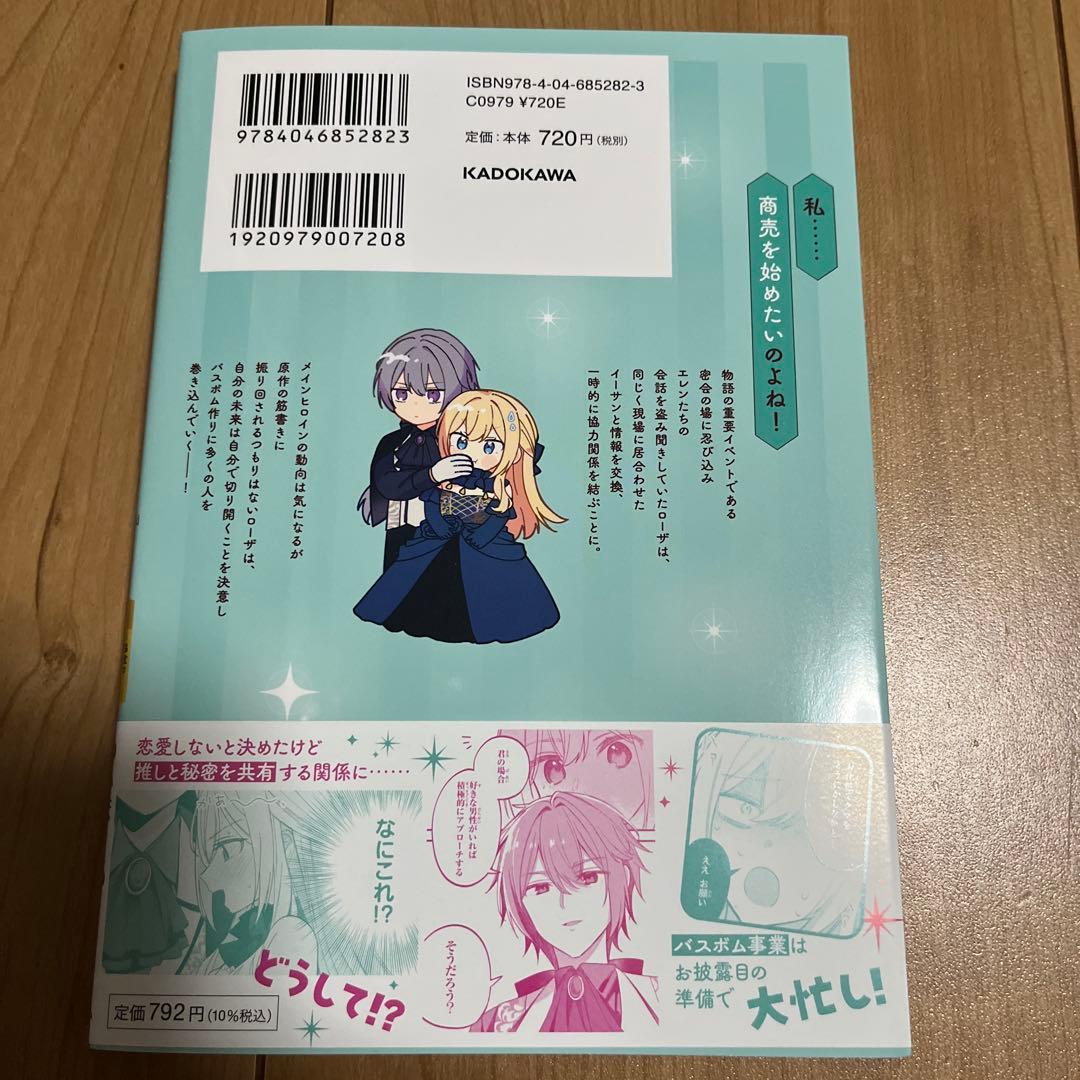 ISBN978-4-04-685282-3
C0979 ¥720E
定価:本体 720円(税別)
KADOKAWA
9784046852823
1920979007208
私……
商売を始めたいのよね!
物語の重要イベントである
密会の場に忍び込み
エレンたちの
会話を盗み聞きしていたローザは、
同じく現場に居合わせた
イーサンと情報を交換、
一時的に協力関係を結ぶことに。
メインヒロインの動向は気になるが
原作の筋書きに
振り回されるつもりはないローザは、
自分の未来は自分で切り開くことを決意し
バスボム作りに多くの人を
巻き込んでいく――!
恋愛しないと決めたけど
推しと秘密を共有する関係に……
君の場合
好きな男性がいれば
積極的にアプローチする
そうだろう?
なにこれ!?
どうして!?
ええ お願い
バスボム事業は
お披露目の
準備で 大忙し!
定価 792円(10%税込)